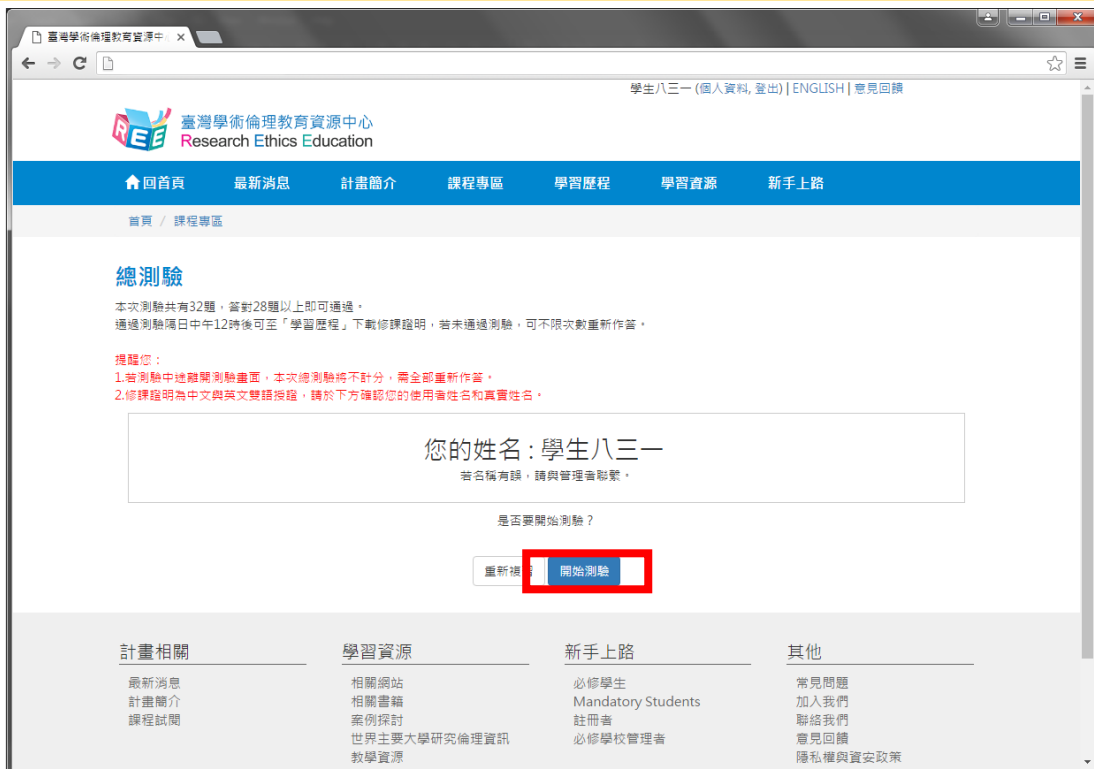 臺灣學術倫理教育資源中
學生八三一 (個人資料, 登出) | ENGLISH | 意見回饋
REE
臺灣學術倫理教育資源中心
Research Ethics Education
回首頁 最新消息 計畫簡介 課程專區 學習歷程 學習資源 新手上路
首頁 / 課程專區
總測驗
本次測驗共有32題，答對28題以上即可通過。
通過測驗隔日中午12時後可至「學習歷程」下載修課證明，若未通過測驗，可不限次數重新作答。
提醒您：
1.若測驗中途離開測驗畫面，本次總測驗將不計分，需全部重新作答。
2.修課證明為中文與英文雙語授證，請於下方確認您的使用者姓名和真實姓名。
您的姓名 : 學生八三一
若名稱有誤，請與管理者聯繫。
是否要開始測驗？
重新複 開始測驗
計畫相關 學習資源 新手上路 其他
最新消息 相關網站 必修學生 常見問題
計畫簡介 相關書籍 Mandatory Students 加入我們
課程試閱 案例探討 註冊者 聯絡我們
世界主要大學研究倫理資訊 必修學校管理者 意見回饋
教學資源 隱私權與資安政策